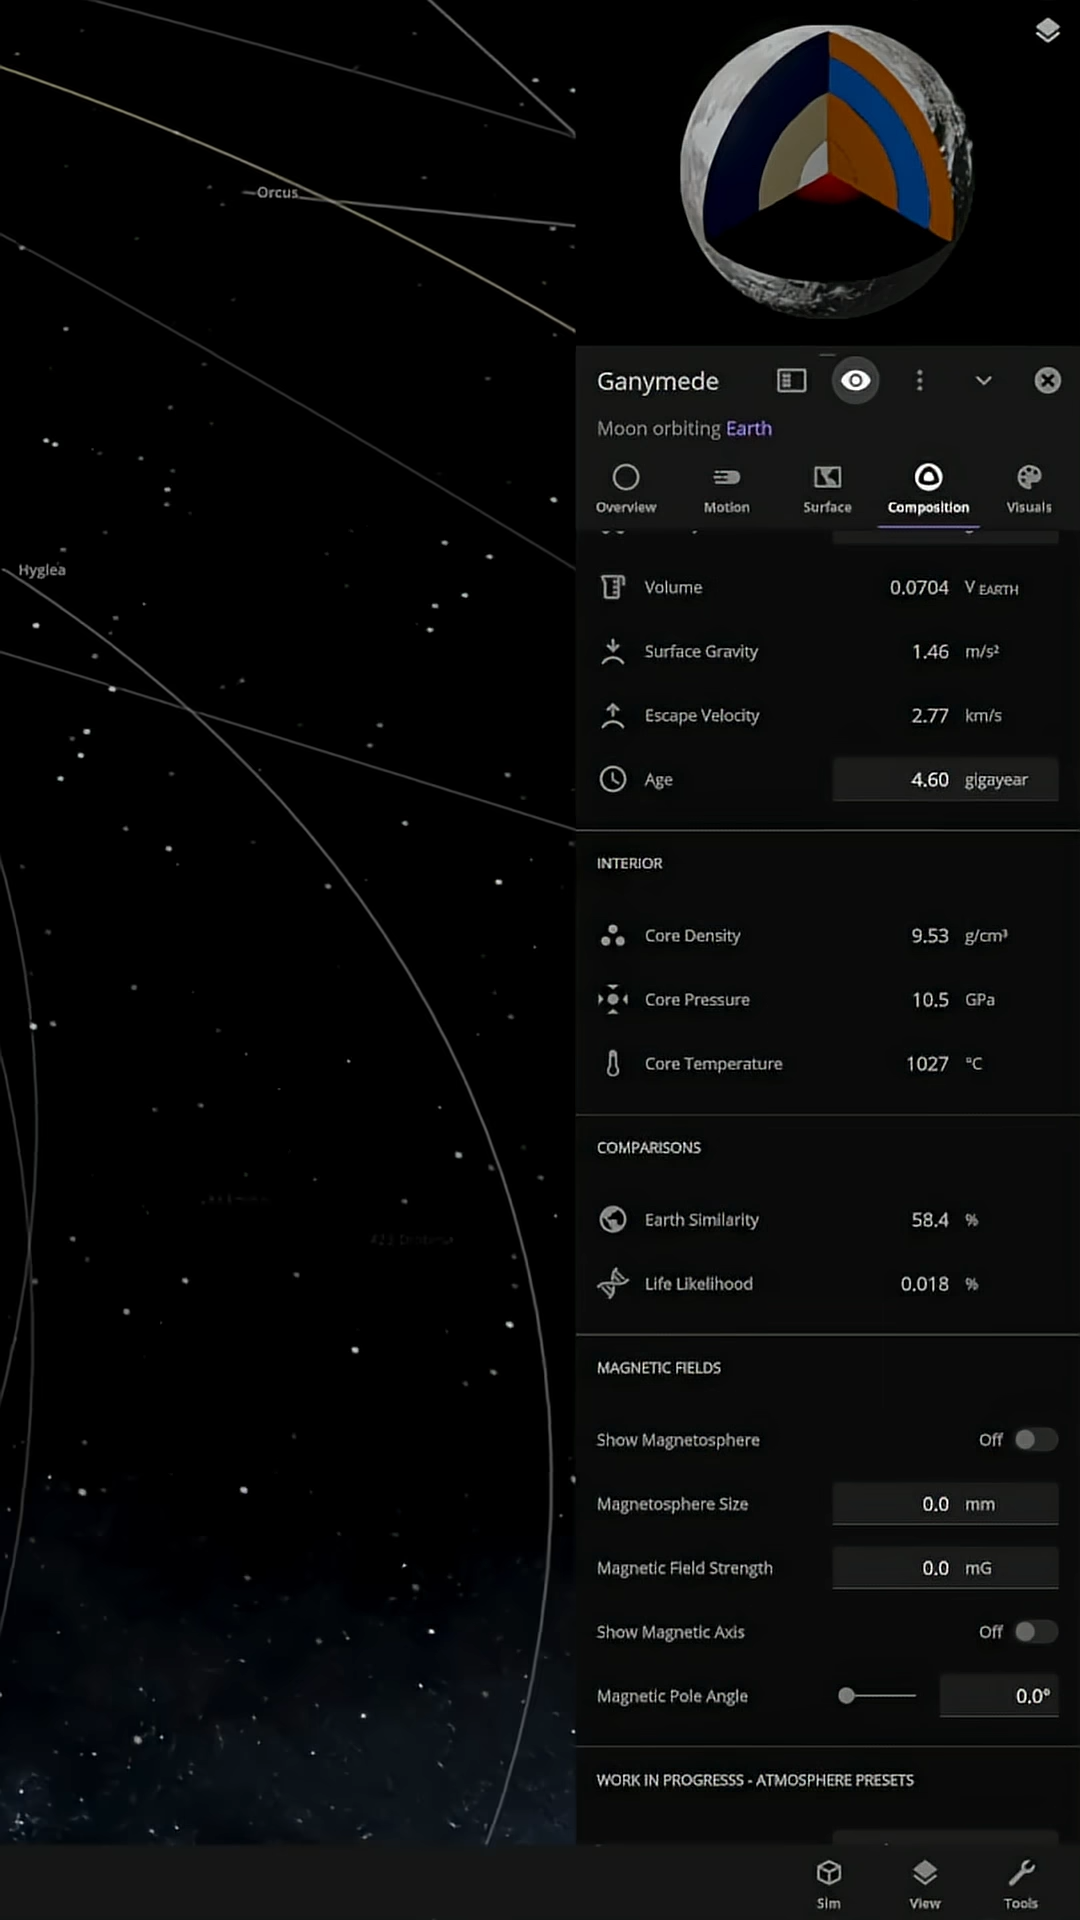 Orcus
Hygiea
Ganymede
Moon orbiting Earth
Overview
Motion
Surface
Composition
Visuals
Volume 0.0704 V EARTH
Surface Gravity 1.46 m/s²
Escape Velocity 2.77 km/s
Age 4.60 gigayear
INTERIOR
Core Density 9.53 g/cm³
Core Pressure 10.5 GPa
Core Temperature 1027 °C
COMPARISONS
Earth Similarity 58.4 %
Life Likelihood 0.018 %
MAGNETIC FIELDS
Show Magnetosphere Off
Magnetosphere Size 0.0 mm
Magnetic Field Strength 0.0 mG
Show Magnetic Axis Off
Magnetic Pole Angle 0.0°
WORK IN PROGRESSS - ATMOSPHERE PRESETS
Sim
View
Tools